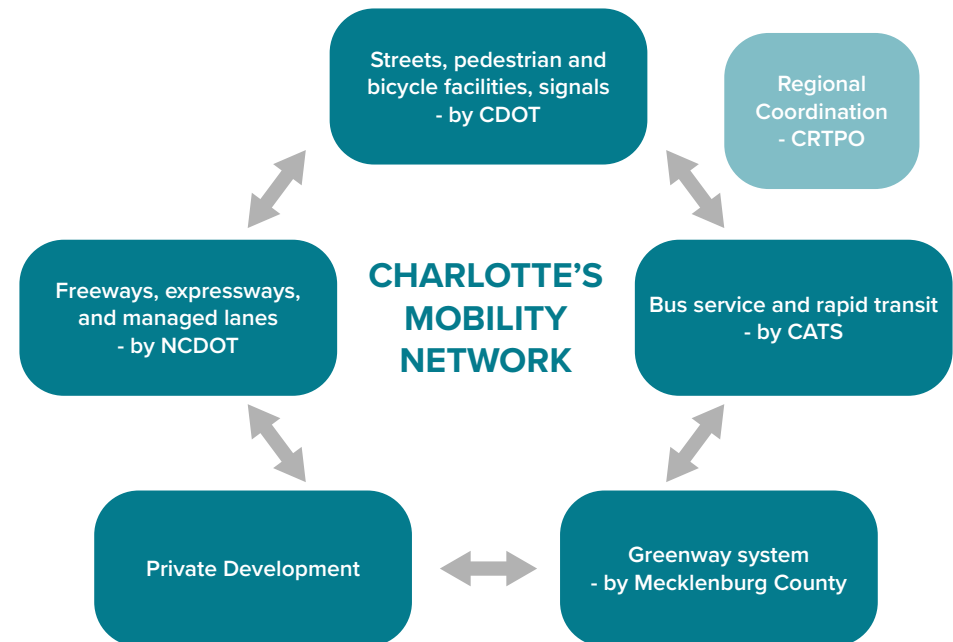 Streets, pedestrian and
bicycle facilities, signals
- by CDOT
Regional
Coordination
- CRTPO
Freeways, expressways,
and managed lanes
- by NCDOT
CHARLOTTE'S
MOBILITY
NETWORK
Bus service and rapid transit
- by CATS
Private Development
Greenway system
- by Mecklenburg County